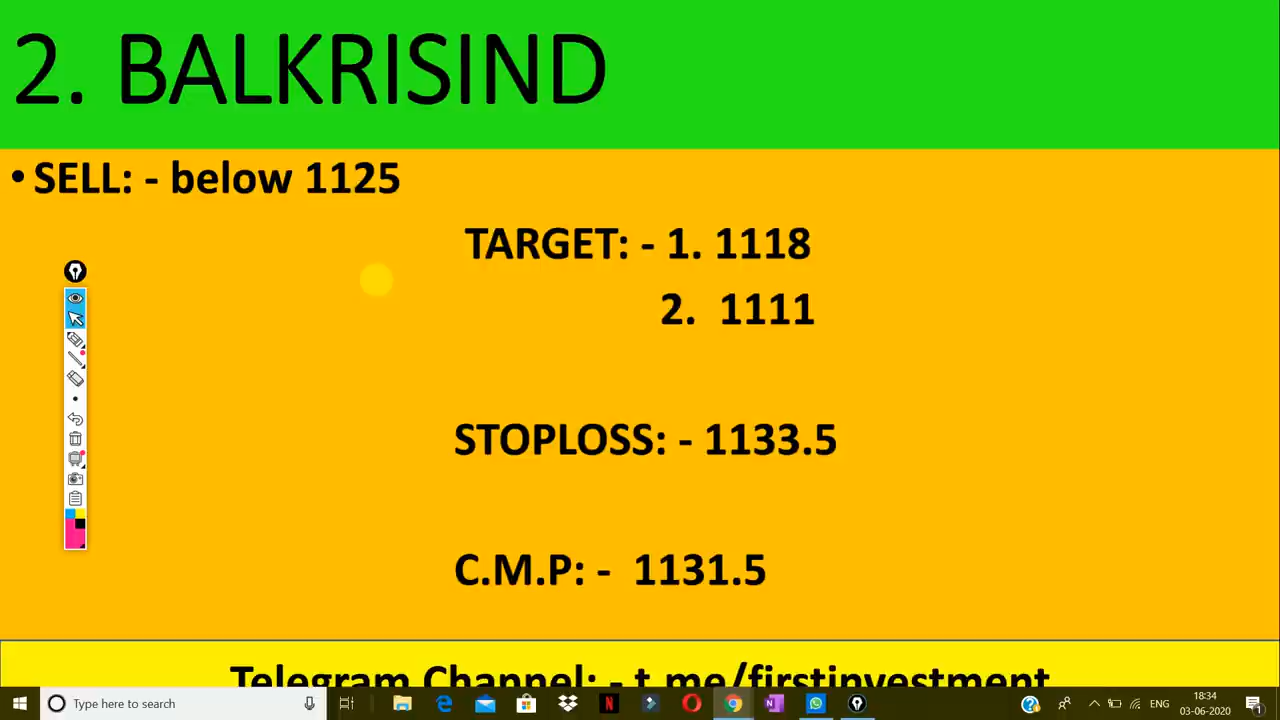 2. BALKRISIND
• SELL: - below 1125
TARGET: - 1. 1118
2. 1111
STOPLOSS: - 1133.5
C.M.P: - 1131.5
Telegram Channel: - t.me/firstinvestment
Type here to search
ENG
18:34
03-06-2020